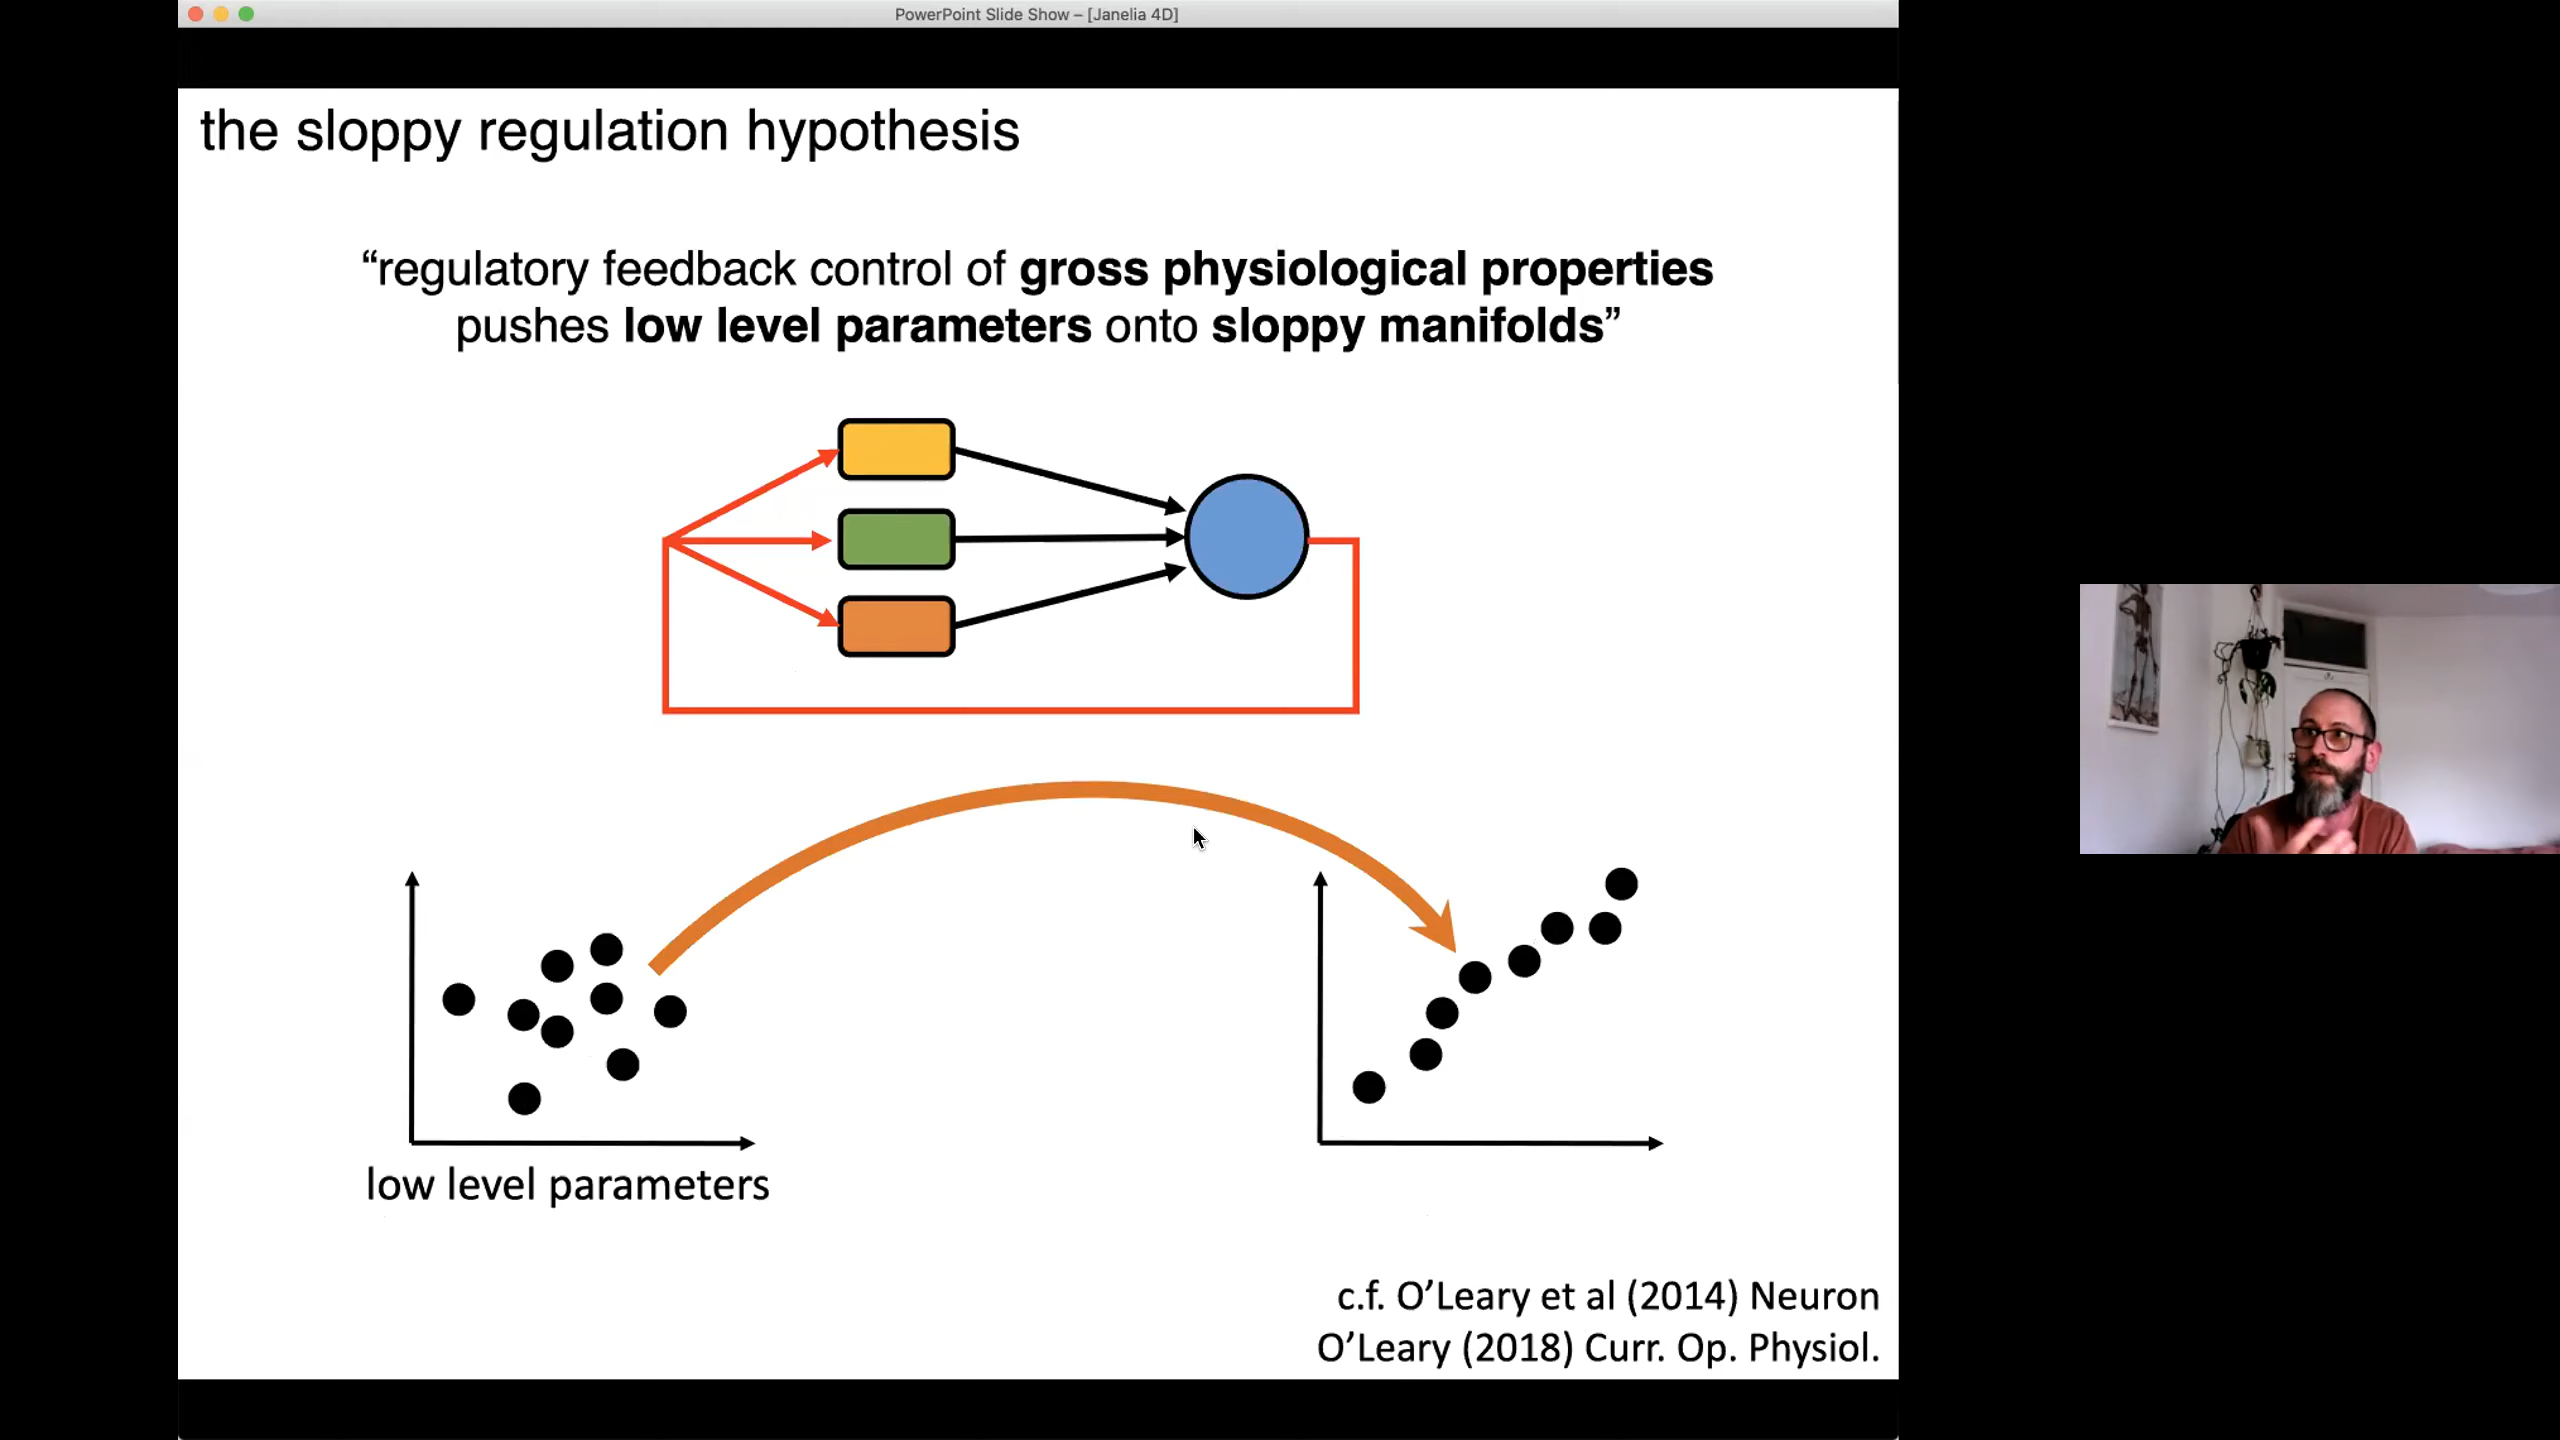 PowerPoint Slide Show – [Janelia 4D]
the sloppy regulation hypothesis
“regulatory feedback control of gross physiological properties
pushes low level parameters onto sloppy manifolds”
low level parameters
c.f. O’Leary et al (2014) Neuron
O’Leary (2018) Curr. Op. Physiol.